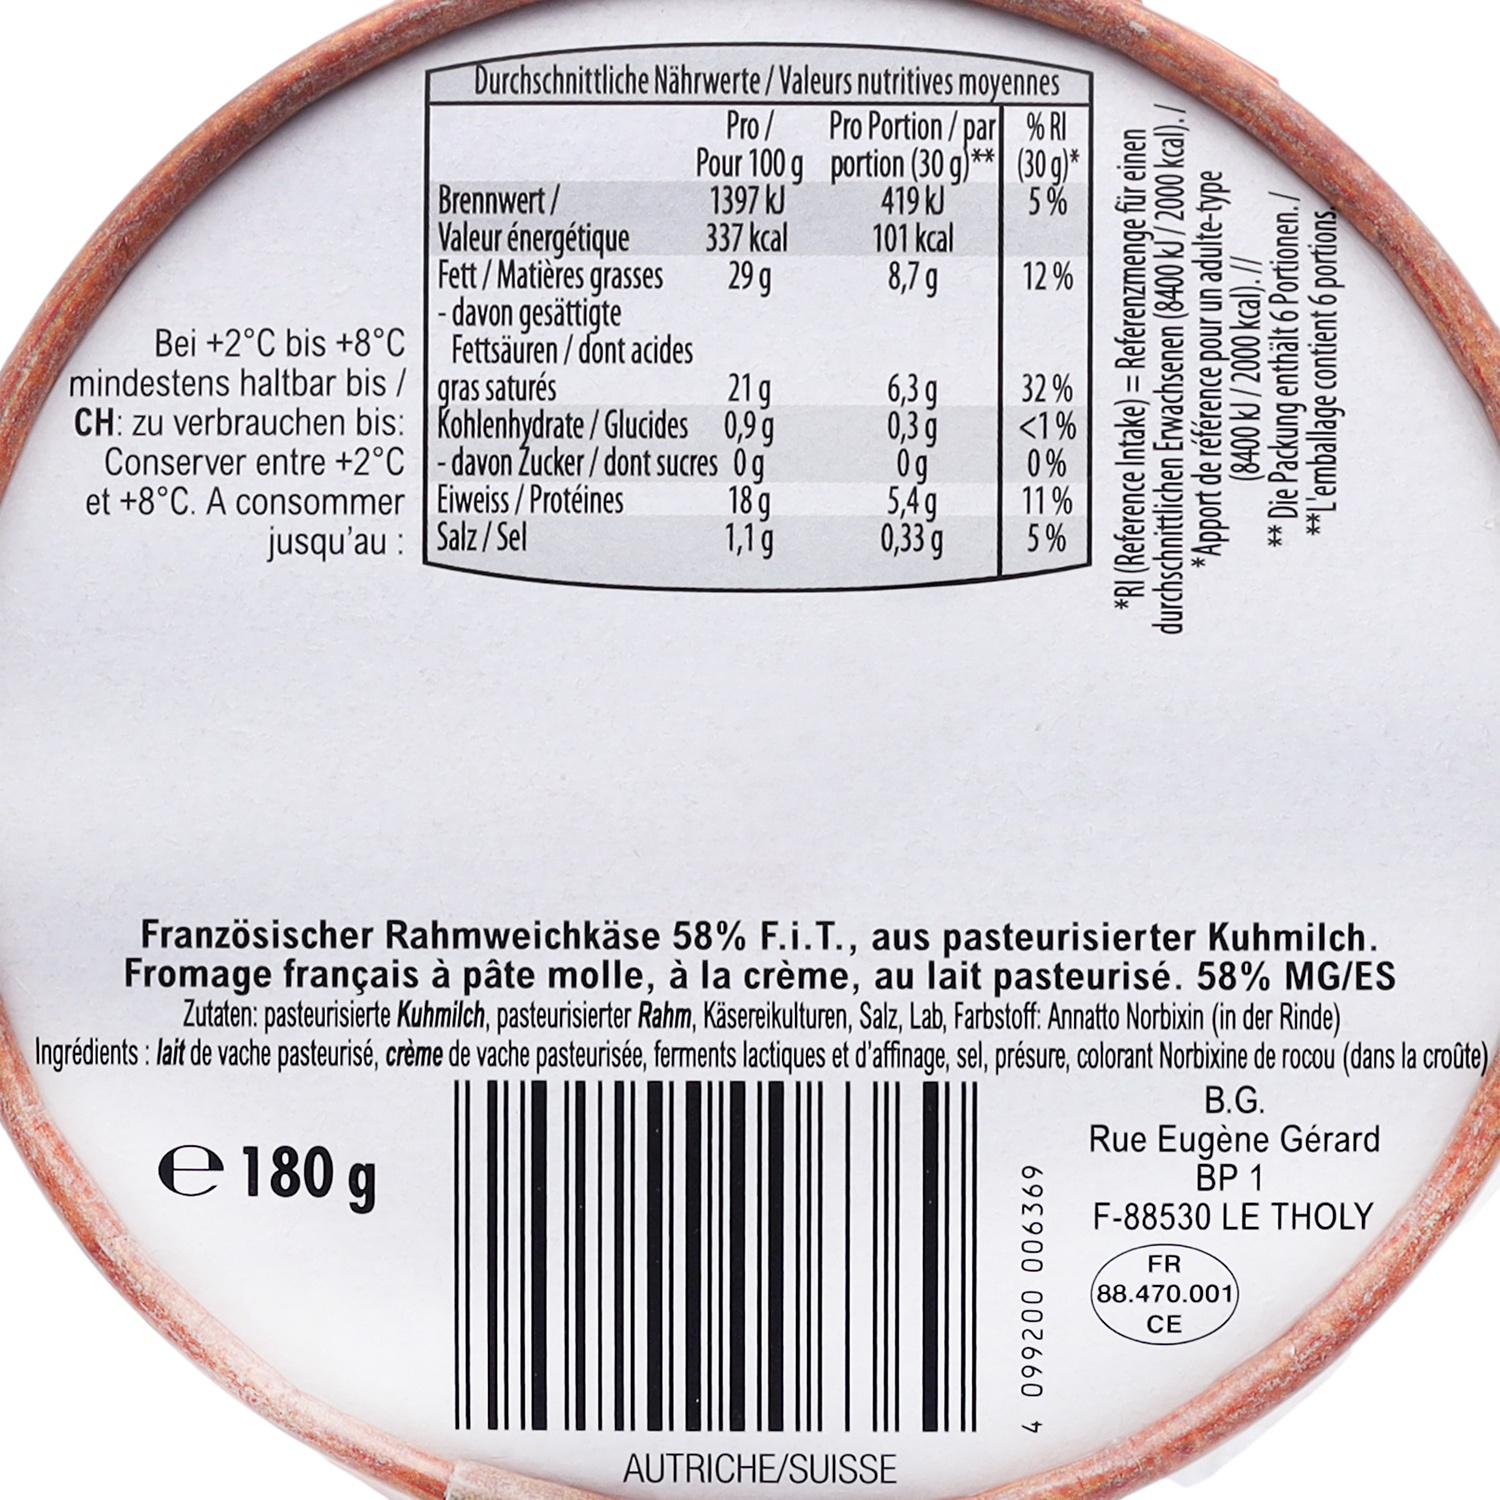 Durchschnittliche Nährwerte / Valeurs nutritives moyennes
Pro / Pro Portion / par % RI
Pour 100 g portion (30 g)** (30 g)*
Brennwert / 1397 kJ 419 kJ 5 %
Valeur énergétique 337 kcal 101 kcal
Fett / Matières grasses 29 g 8,7 g 12 %
- davon gesättigte
Fettsäuren / dont acides
gras saturés 21 g 6,3 g 32 %
Kohlenhydrate / Glucides 0,9 g 0,3 g <1 %
- davon Zucker / dont sucres 0 g 0 g 0 %
Eiweiss / Protéines 18 g 5,4 g 11 %
Salz / Sel 1,1 g 0,33 g 5 %
Bei +2°C bis +8°C
mindestens haltbar bis /
CH: zu verbrauchen bis:
Conserver entre +2°C
et +8°C. A consommer
jusqu'au :
*RI (Reference Intake) = Referenzmenge für einen
durchschnittlichen Erwachsenen (8400 kJ / 2000 kcal). /
*Apport de référence pour un adulte-type
(8400 kJ / 2000 kcal). //
** Die Packung enthält 6 Portionen. /
**L'emballage contient 6 portions.
Französischer Rahmweichkäse 58% F.i.T., aus pasteurisierter Kuhmilch.
Fromage français à pâte molle, à la crème, au lait pasteurisé. 58% MG/ES
Zutaten: pasteurisierte Kuhmilch, pasteurisierter Rahm, Käsereikulturen, Salz, Lab, Farbstoff: Annatto Norbixin (in der Rinde)
Ingrédients : lait de vache pasteurisé, crème de vache pasteurisée, ferments lactiques et d'affinage, sel, présure, colorant Norbixine de rocou (dans la croûte)
℮ 180 g
4 099200 006369
B.G.
Rue Eugène Gérard
BP 1
F-88530 LE THOLY
FR
88.470.001
CE
AUTRICHE/SUISSE